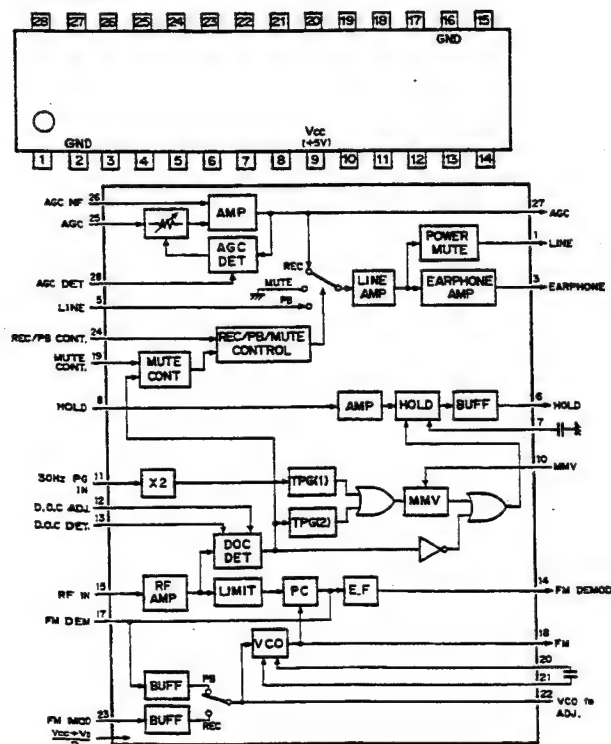 28 27 26 25 24 23 22 21 20 19 18 17 16 15
GND
GND
Vcc
(+5V)
1 2 3 4 5 6 7 8 9 10 11 12 13 14
AGC NF 26
AGC 25
AMP
27 AGC
AGC DET
POWER MUTE
1 LINE
AGC DET 28
REC
MUTE
LINE AMP
EARPHONE AMP
3 EARPHONE
LINE 5
PB
REC/PB CONT. 24
REC/PB/MUTE CONTROL
MUTE CONT. 19
MUTE CONT
HOLD 8
AMP
HOLD
BUFF
6 HOLD
7
30Hz PG IN 11
X2
TPG(1)
10 MMV
MMV
D.O.C ADJ. 12
D.O.C DET. 13
TPG(2)
DOC DET
RF IN 15
RF AMP
LIMIT
PC
E.F
14 FM DEMOD
FM DEM 17
VCO
18 FM
20
21
BUFF
PB
22 VCO fo ADJ.
FM MOD 23
BUFF
REC